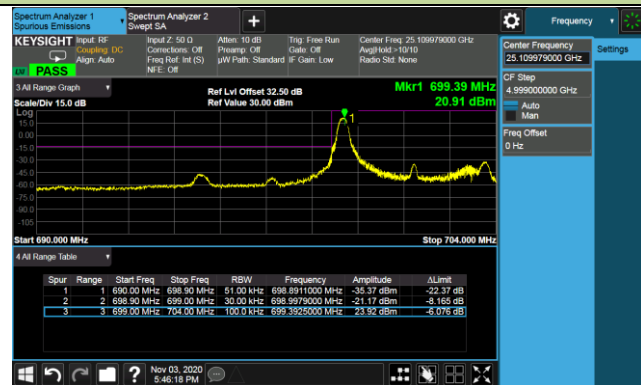 Spectrum Analyzer 1
Spurious Emissions
Spectrum Analyzer 2
Swept SA
Frequency
KEYSIGHT
Input: RF
Coupling: DC
Align: Auto
Input Z: 50 Ω
Corrections: Off
Freq Ref: Int (S)
NFE: Off
Atten: 10 dB
Preamp: Off
µW Path: Standard
Trig: Free Run
Gate: Off
IF Gain: Low
Center Freq: 25.109979000 GHz
Avg|Hold:>10/10
Radio Std: None
PASS
Center Frequency
25.109979000 GHz
Settings
CF Step
4.999000000 GHz
Auto
Man
Freq Offset
0 Hz
3 All Range Graph
Scale/Div 15.0 dB
Ref Lvl Offset 32.50 dB
Ref Value 30.00 dBm
Mkr1 699.39 MHz
20.91 dBm
Log
15.0
0.00
-15.0
-30.0
-45.0
-60.0
-75.0
-90.0
-105
1
Start 690.000 MHz
Stop 704.000 MHz
4 All Range Table
Spur Range Start Freq Stop Freq RBW Frequency Amplitude ΔLimit
1 1 690.00 MHz 698.90 MHz 51.00 kHz 698.8911000 MHz -35.37 dBm -22.37 dB
2 2 698.90 MHz 699.00 MHz 30.00 kHz 698.9979000 MHz -21.17 dBm -8.165 dB
3 3 699.00 MHz 704.00 MHz 100.0 kHz 699.3925000 MHz 23.92 dBm -6.076 dB
Nov 03, 2020
5:46:18 PM